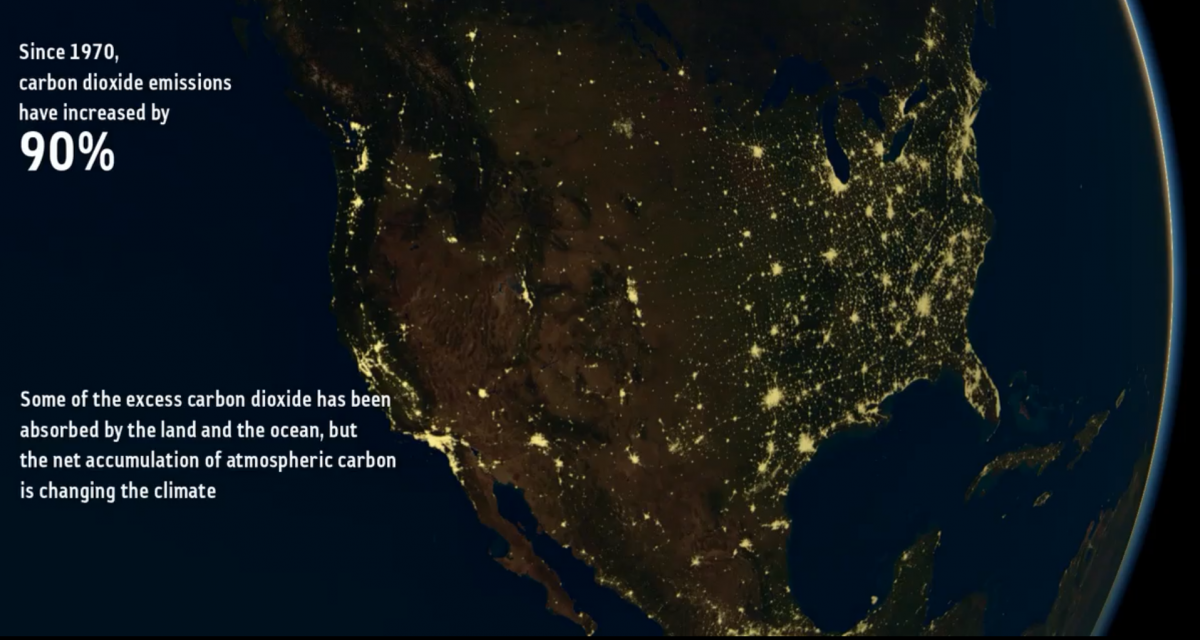 Since 1970,
carbon dioxide emissions
have increased by
90%
Some of the excess carbon dioxide has been
absorbed by the land and the ocean, but
the net accumulation of atmospheric carbon
is changing the climate